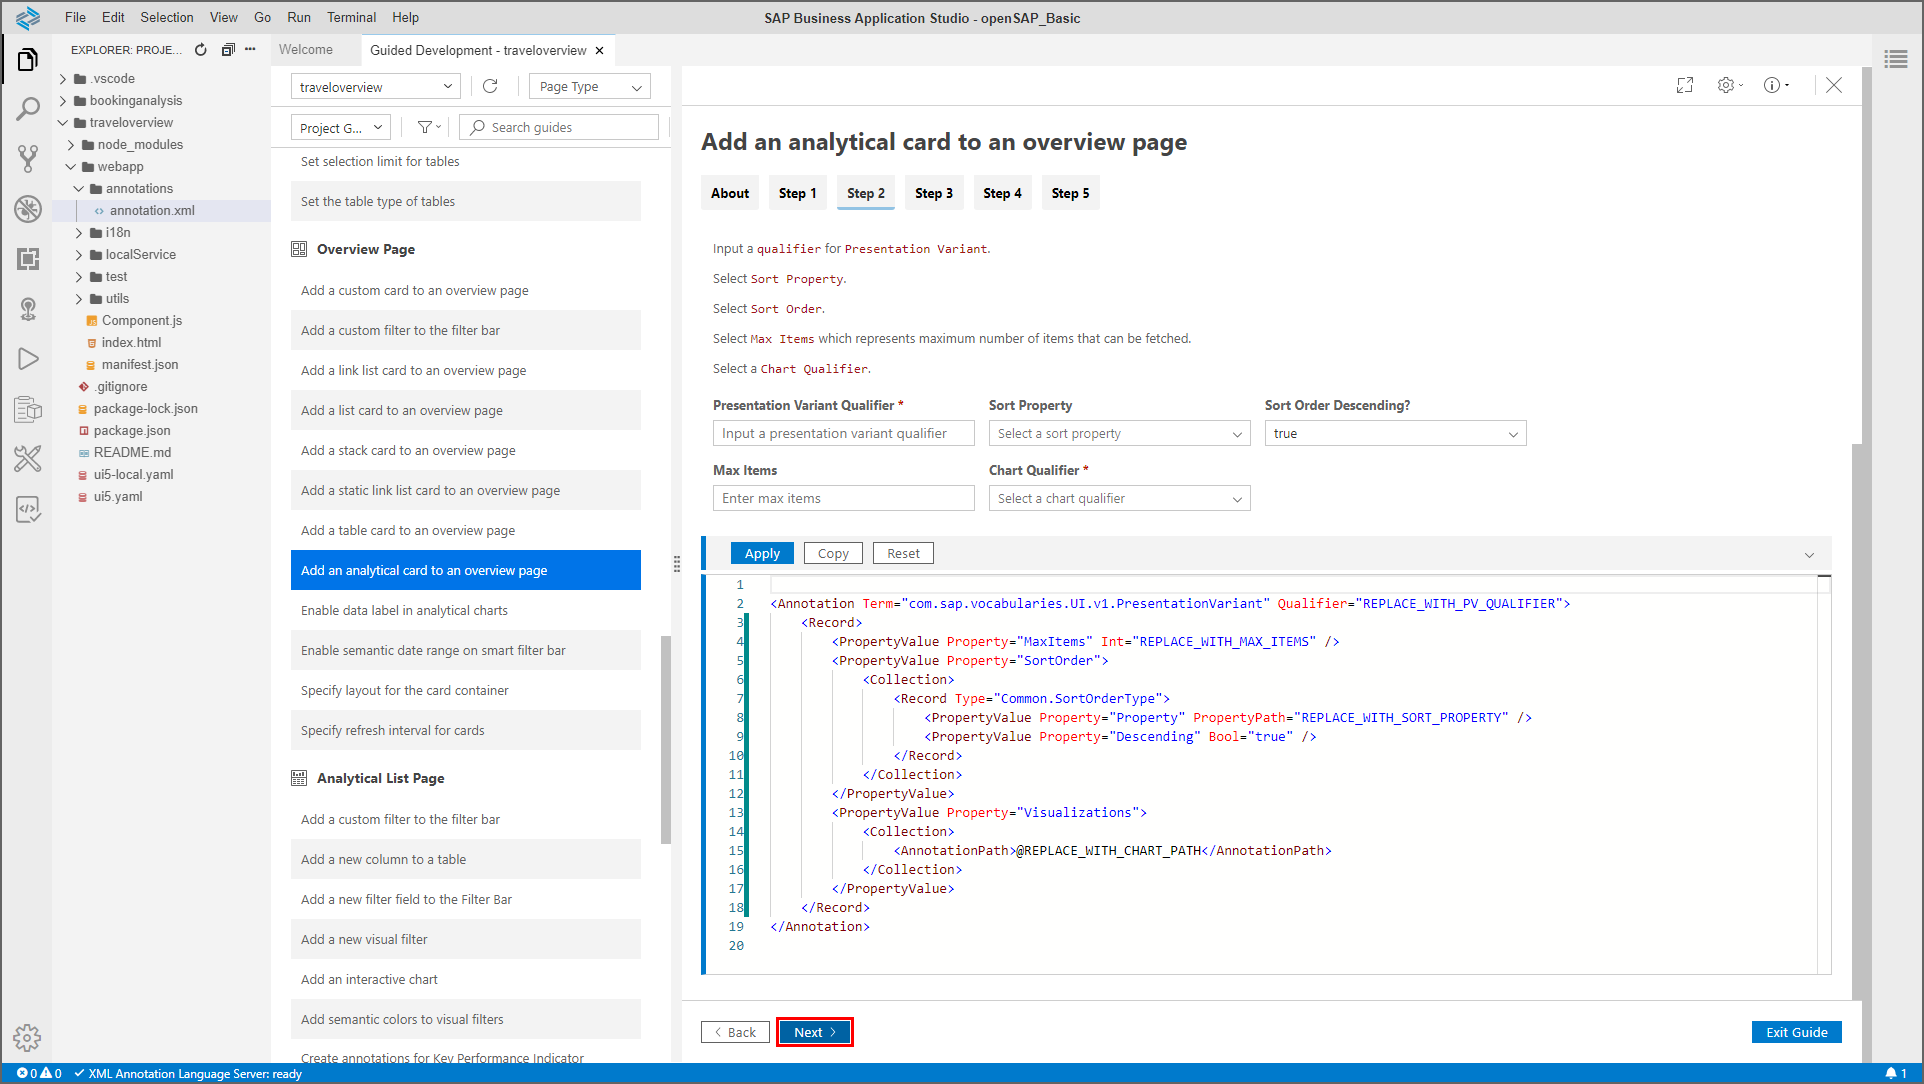 File Edit Selection View Go Run Terminal Help
SAP Business Application Studio - openSAP_Basic
EXPLORER: PROJE...
Welcome
Guided Development - traveloverview
.vscode
bookinganalysis
traveloverview
node_modules
webapp
annotations
annotation.xml
i18n
localService
test
utils
Component.js
index.html
manifest.json
.gitignore
package-lock.json
package.json
README.md
ui5-local.yaml
ui5.yaml
traveloverview
Page Type
Project G...
Search guides
Set selection limit for tables
Set the table type of tables
Overview Page
Add a custom card to an overview page
Add a custom filter to the filter bar
Add a link list card to an overview page
Add a list card to an overview page
Add a stack card to an overview page
Add a static link list card to an overview page
Add a table card to an overview page
Add an analytical card to an overview page
Enable data label in analytical charts
Enable semantic date range on smart filter bar
Specify layout for the card container
Specify refresh interval for cards
Analytical List Page
Add a custom filter to the filter bar
Add a new column to a table
Add a new filter field to the Filter Bar
Add a new visual filter
Add an interactive chart
Add semantic colors to visual filters
Create annotations for Key Performance Indicator
Add an analytical card to an overview page
About Step 1 Step 2 Step 3 Step 4 Step 5
Input a qualifier for Presentation Variant.
Select Sort Property.
Select Sort Order.
Select Max Items which represents maximum number of items that can be fetched.
Select a Chart Qualifier.
Presentation Variant Qualifier * Sort Property Sort Order Descending?
Input a presentation variant qualifier Select a sort property true
Max Items Chart Qualifier *
Enter max items Select a chart qualifier
Apply Copy Reset
1
2 <Annotation Term="com.sap.vocabularies.UI.v1.PresentationVariant" Qualifier="REPLACE_WITH_PV_QUALIFIER">
3 <Record>
4 <PropertyValue Property="MaxItems" Int="REPLACE_WITH_MAX_ITEMS" />
5 <PropertyValue Property="SortOrder">
6 <Collection>
7 <Record Type="Common.SortOrderType">
8 <PropertyValue Property="Property" PropertyPath="REPLACE_WITH_SORT_PROPERTY" />
9 <PropertyValue Property="Descending" Bool="true" />
10 </Record>
11 </Collection>
12 </PropertyValue>
13 <PropertyValue Property="Visualizations">
14 <Collection>
15 <AnnotationPath>@REPLACE_WITH_CHART_PATH</AnnotationPath>
16 </Collection>
17 </PropertyValue>
18 </Record>
19 </Annotation>
20
Back Next Exit Guide
0 0 XML Annotation Language Server: ready 1